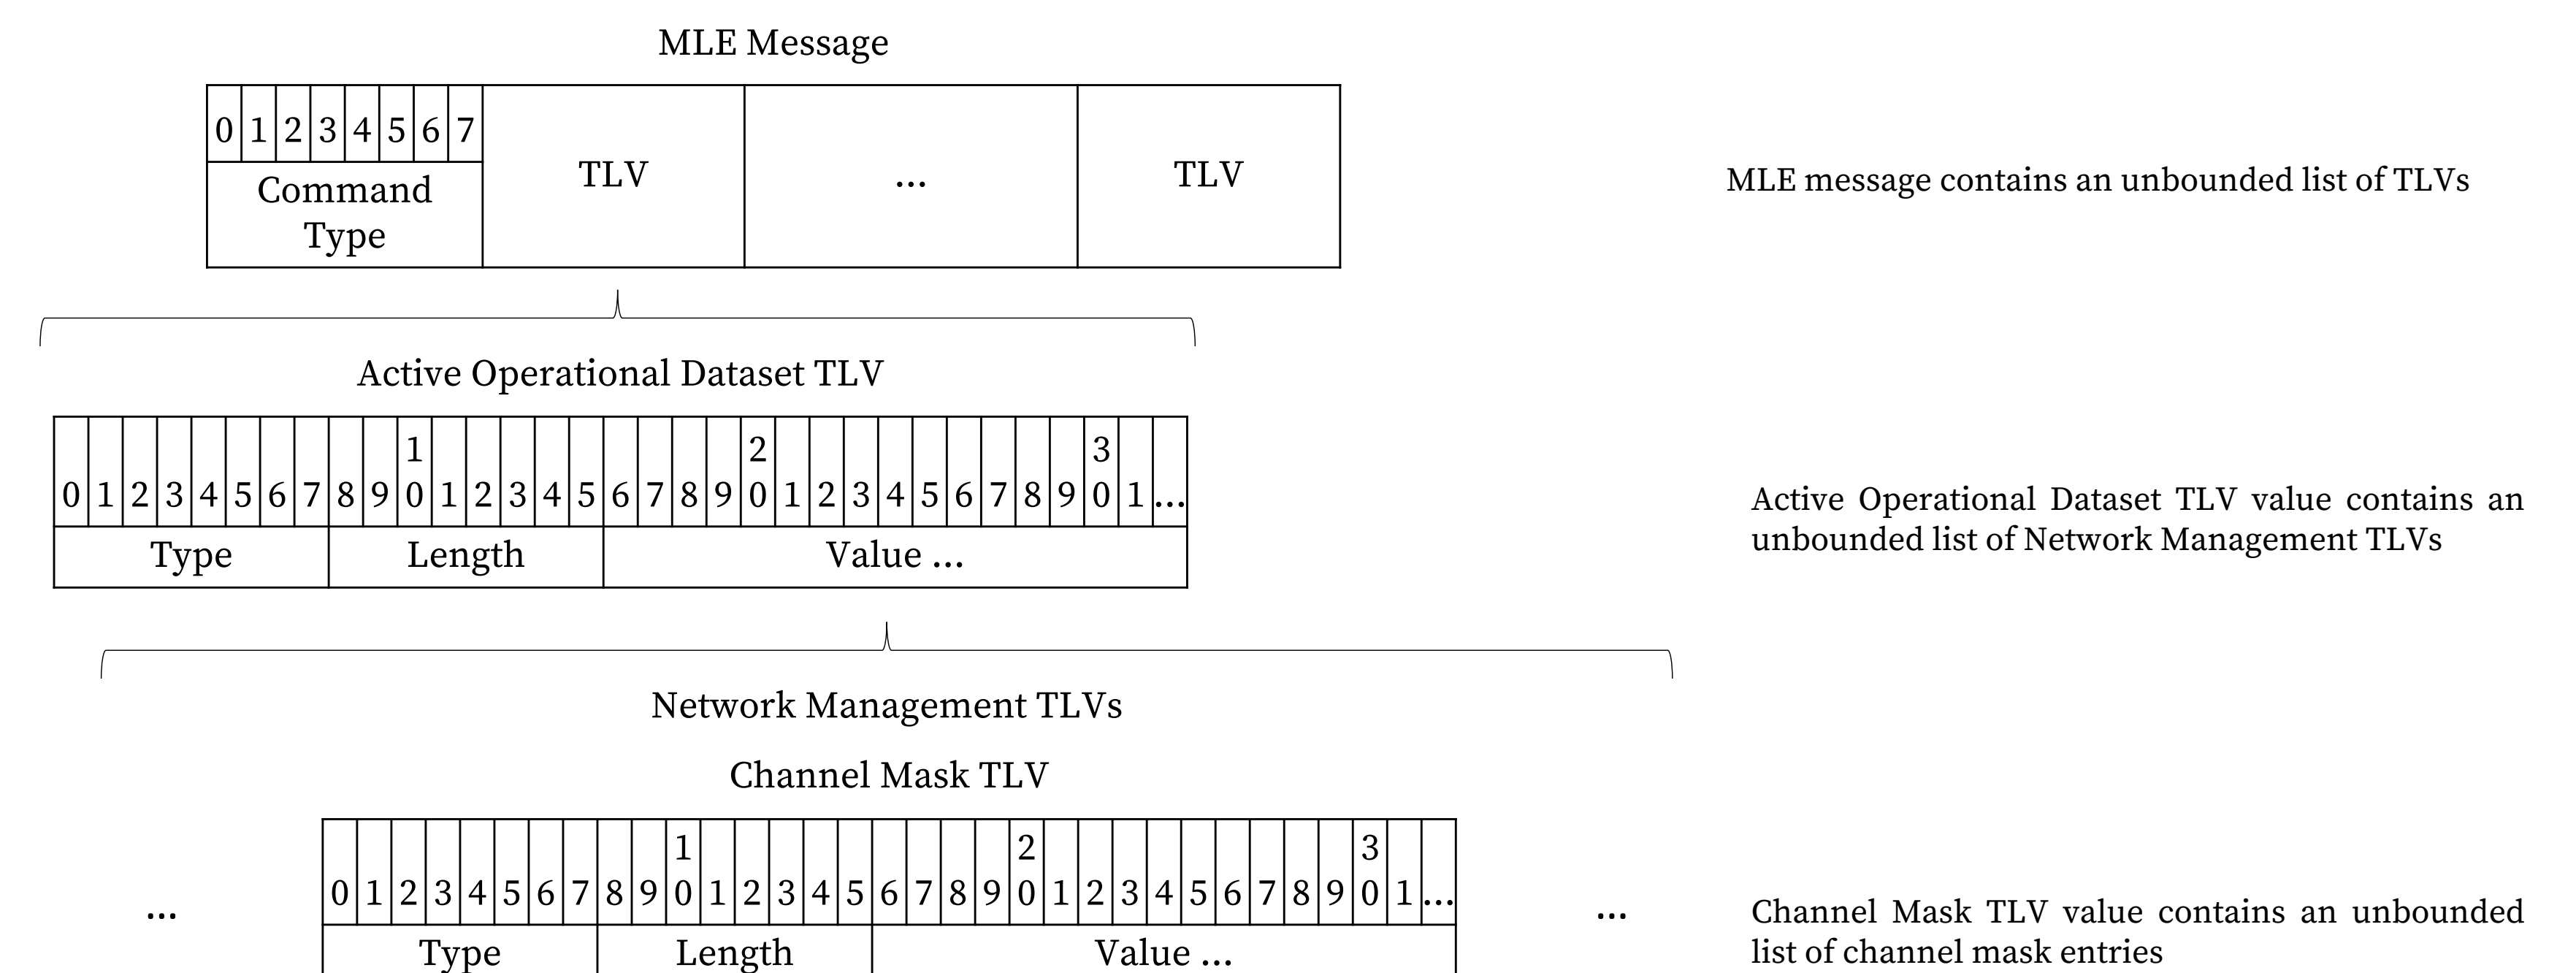 MLE Message
0 1 2 3 4 5 6 7
Command
Type
TLV
...
TLV
MLE message contains an unbounded list of TLVs
Active Operational Dataset TLV
1 2 3
0 1 2 3 4 5 6 7 8 9 0 1 2 3 4 5 6 7 8 9 0 1 2 3 4 5 6 7 8 9 0 1 ...
Type Length Value ...
Active Operational Dataset TLV value contains an
unbounded list of Network Management TLVs
Network Management TLVs
Channel Mask TLV
1 2 3
0 1 2 3 4 5 6 7 8 9 0 1 2 3 4 5 6 7 8 9 0 1 2 3 4 5 6 7 8 9 0 1 ...
... ...
Type Length Value ...
Channel Mask TLV value contains an unbounded
list of channel mask entries